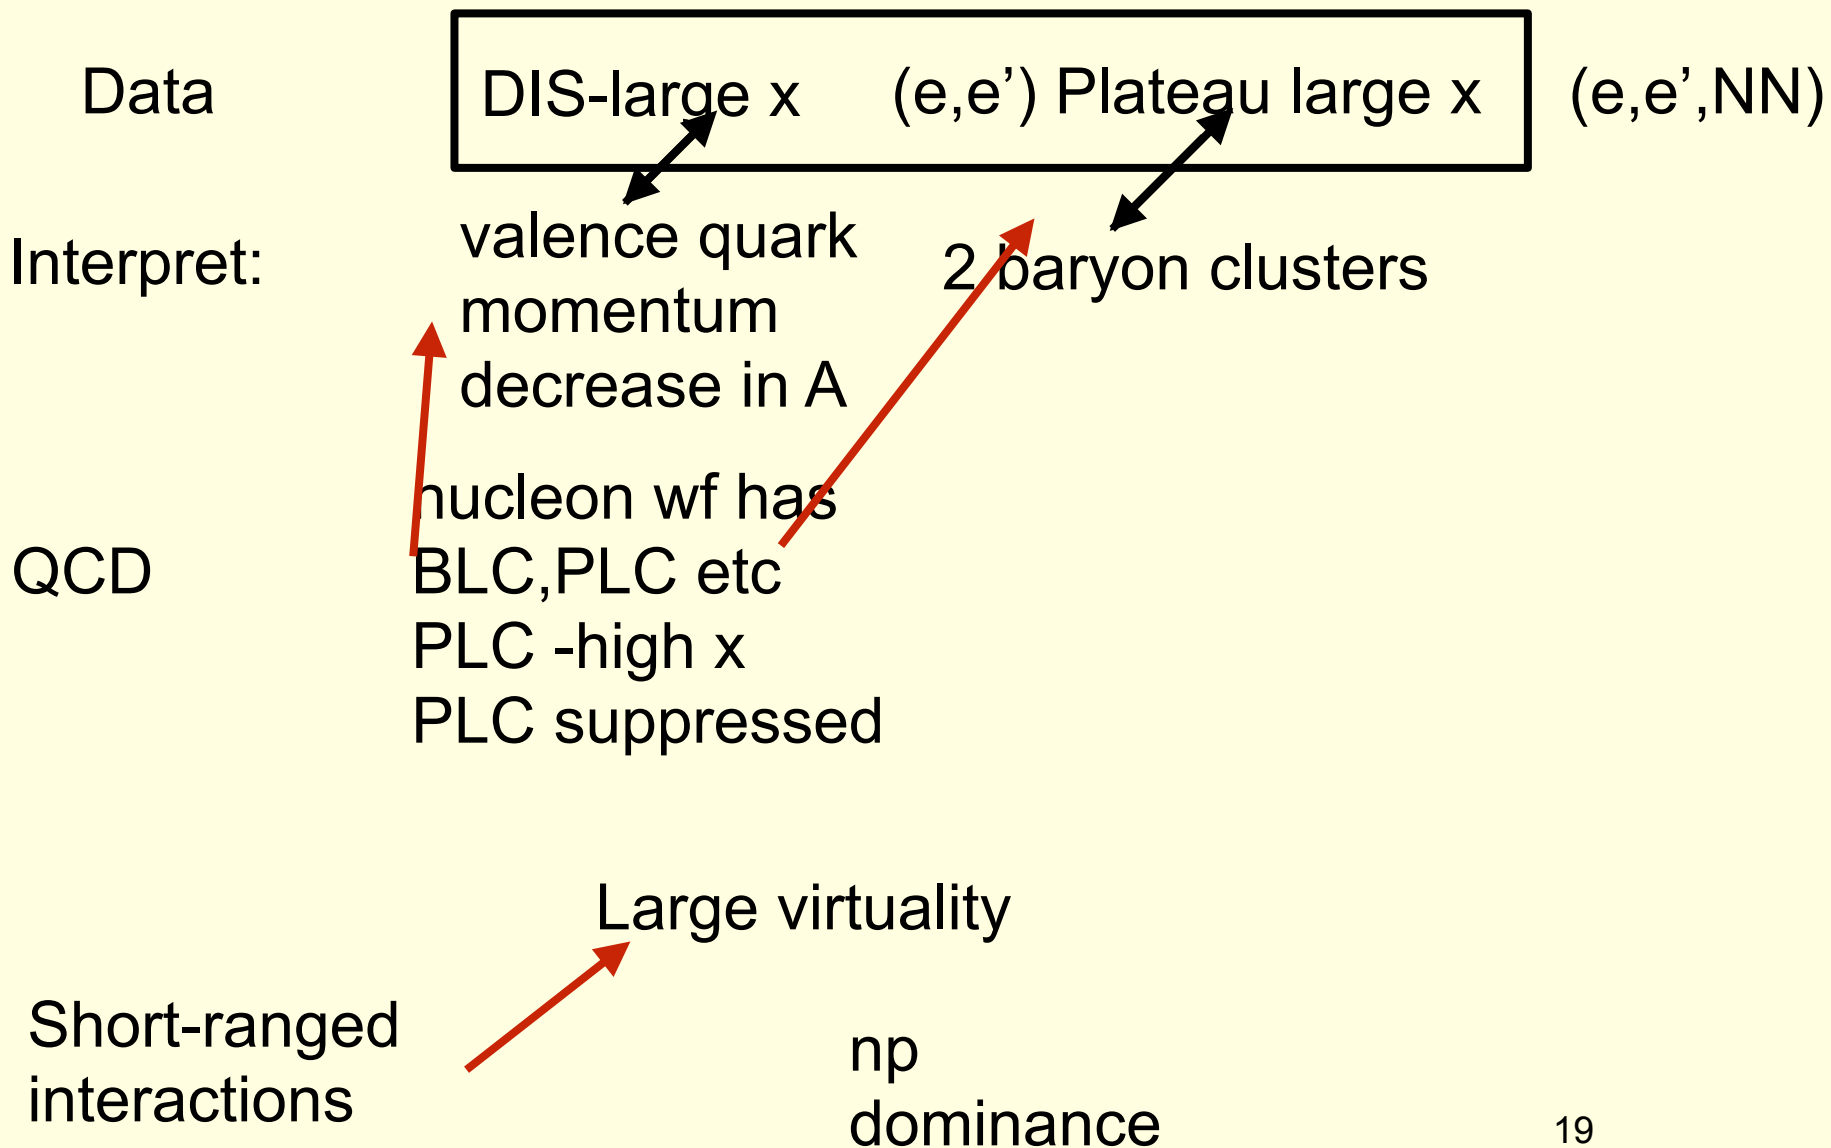 Data
DIS-large x
(e,e’) Plateau large x
(e,e’,NN)
Interpret:
valence quark
momentum
decrease in A
2 baryon clusters
QCD
nucleon wf has
BLC,PLC etc
PLC -high x
PLC suppressed
Large virtuality
Short-ranged
interactions
np
dominance
19